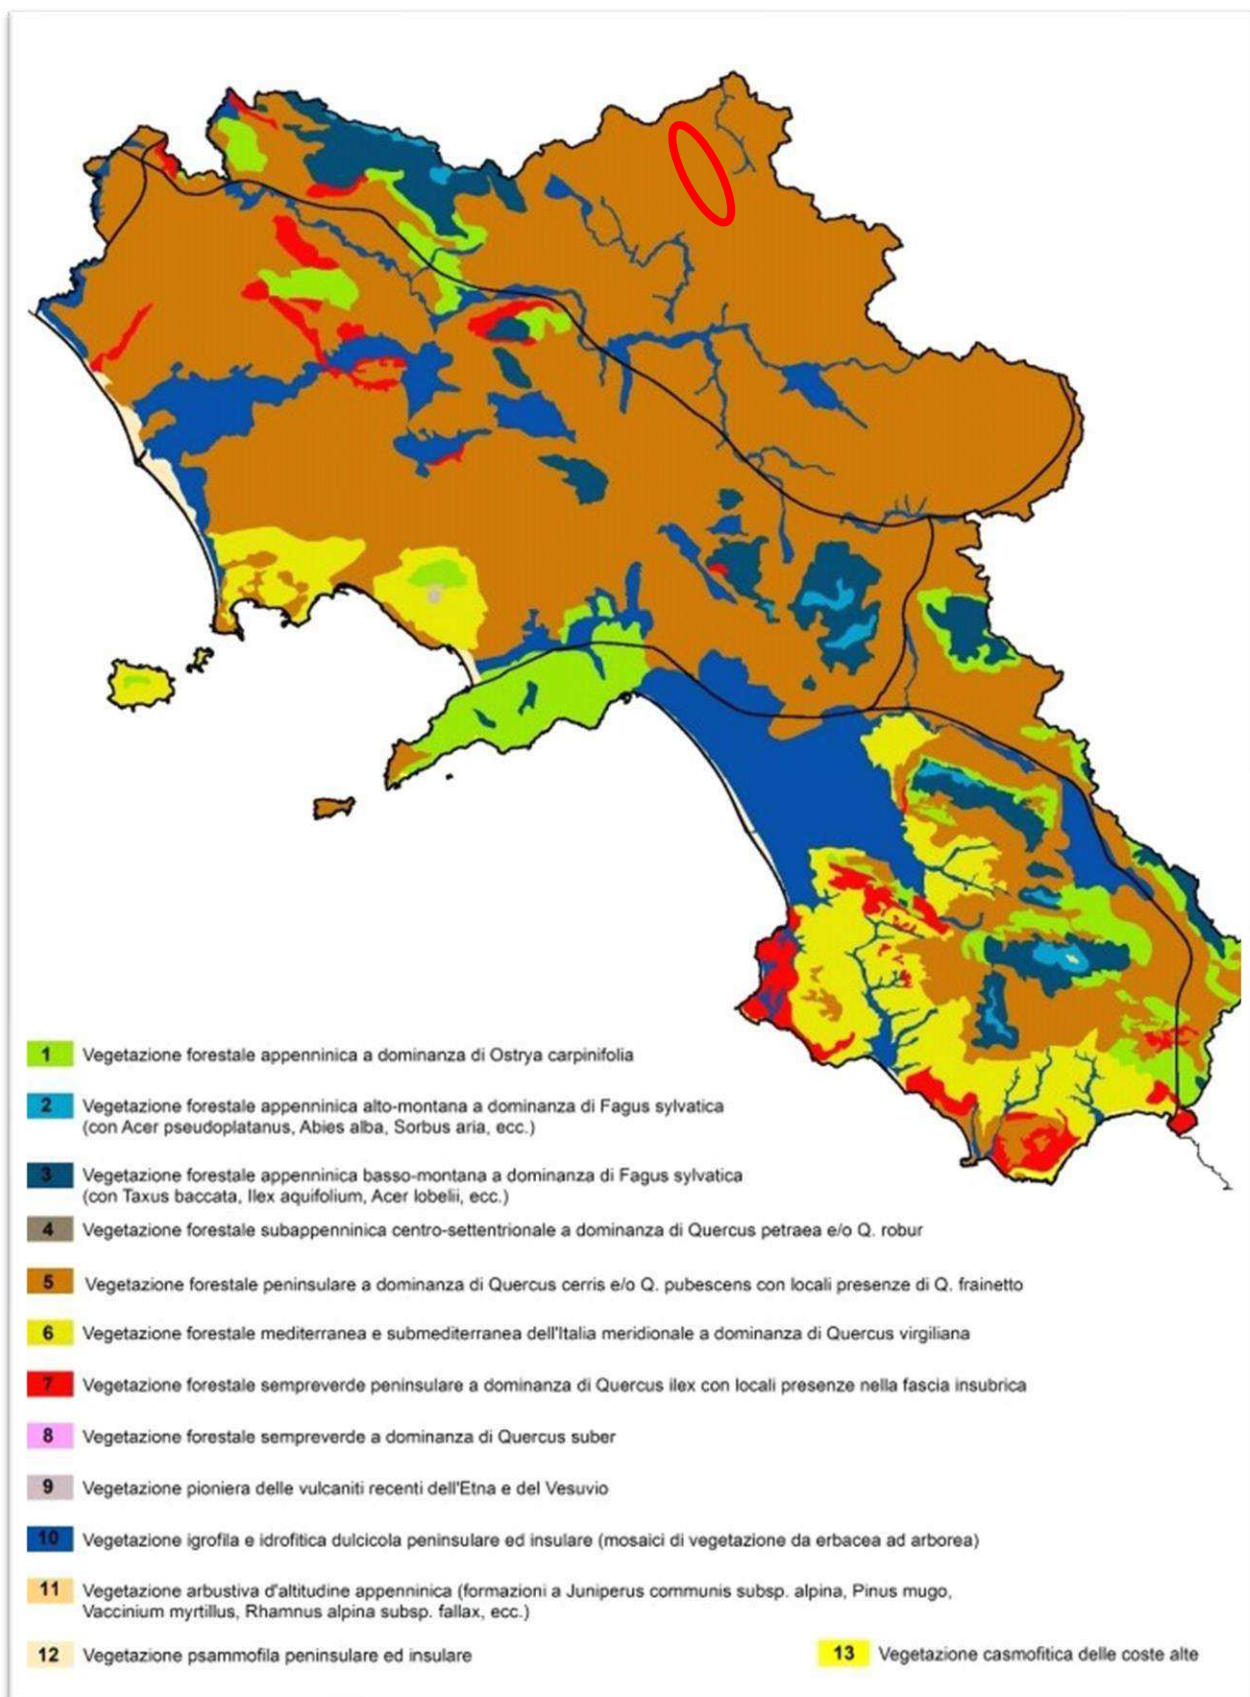 1 Vegetazione forestale appenninica a dominanza di Ostrya carpinifolia
2 Vegetazione forestale appenninica alto-montana a dominanza di Fagus sylvatica
(con Acer pseudoplatanus, Abies alba, Sorbus aria, ecc.)
3 Vegetazione forestale appenninica basso-montana a dominanza di Fagus sylvatica
(con Taxus baccata, Ilex aquifolium, Acer lobelii, ecc.)
4 Vegetazione forestale subappenninica centro-settentrionale a dominanza di Quercus petraea e/o Q. robur
5 Vegetazione forestale peninsulare a dominanza di Quercus cerris e/o Q. pubescens con locali presenze di Q. frainetto
6 Vegetazione forestale mediterranea e submediterranea dell'Italia meridionale a dominanza di Quercus virgiliana
7 Vegetazione forestale sempreverde peninsulare a dominanza di Quercus ilex con locali presenze nella fascia insubrica
8 Vegetazione forestale sempreverde a dominanza di Quercus suber
9 Vegetazione pioniera delle vulcaniti recenti dell'Etna e del Vesuvio
10 Vegetazione igrofila e idrofitica dulcicola peninsulare ed insulare (mosaici di vegetazione da erbacea ad arborea)
11 Vegetazione arbustiva d'altitudine appenninica (formazioni a Juniperus communis subsp. alpina, Pinus mugo,
Vaccinium myrtillus, Rhamnus alpina subsp. fallax, ecc.)
12 Vegetazione psammofila peninsulare ed insulare
13 Vegetazione casmofitica delle coste alte